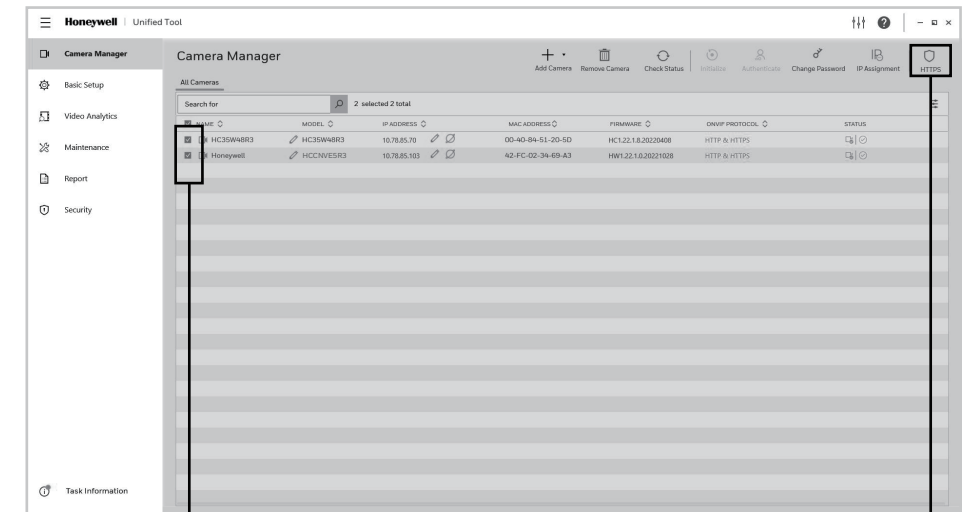 Honeywell | Unified Tool
Camera Manager
Basic Setup
Video Analytics
Maintenance
Report
Security
Task Information
Camera Manager
Add Camera Remove Camera Check Status Initialize Authenticate Change Password IP Assignment HTTPS
All Cameras
Search for 2 selected 2 total
NAME MODEL IP ADDRESS MAC ADDRESS FIRMWARE ONVIF PROTOCOL STATUS
HC35W48R3 HC35W48R3 10.78.85.70 00-40-84-51-20-5D HC1.22.1.8.20220408 HTTP & HTTPS
Honeywell HCCNVE5R3 10.78.85.103 42-FC-02-34-69-A3 HW1.22.1.0.20221028 HTTP & HTTPS